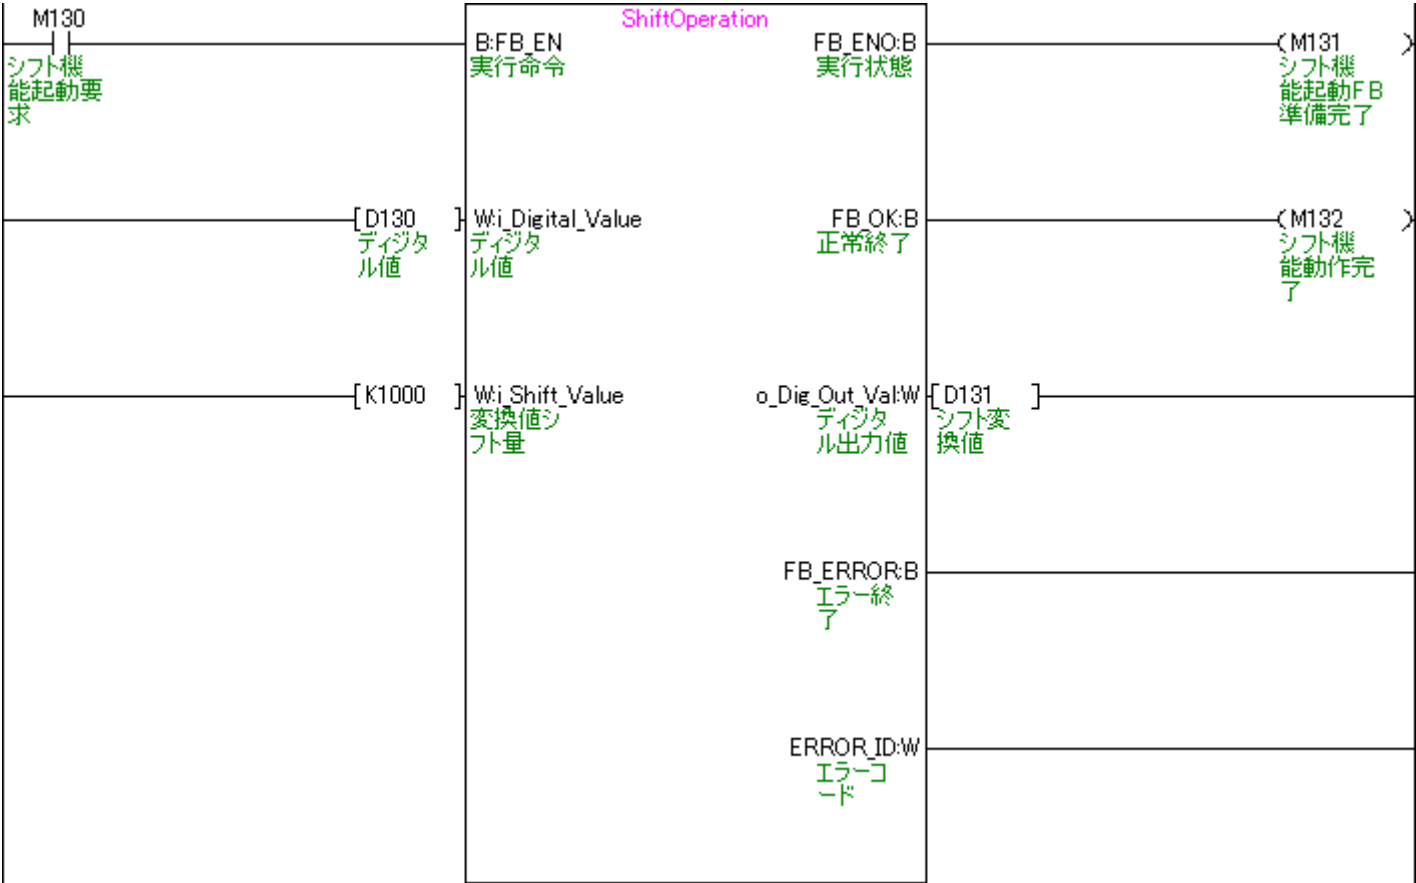 M130
ShiftOperation
B:FB_EN
FB_ENO:B
(M131 )
シフト機
能起動要
求
実行命令
実行状態
シフト機
能起動FB
準備完了
[D130 ]
W:i_Digital_Value
FB_OK:B
(M132 )
ディジタ
ル値
ディジタ
ル値
正常終了
シフト機
能動作完
了
[K1000 ]
W:i_Shift_Value
o_Dig_Out_Val:W
[D131 ]
変換値シ
フト量
ディジタ
ル出力値
シフト変
換値
FB_ERROR:B
エラー終
了
ERROR_ID:W
エラーコ
ード